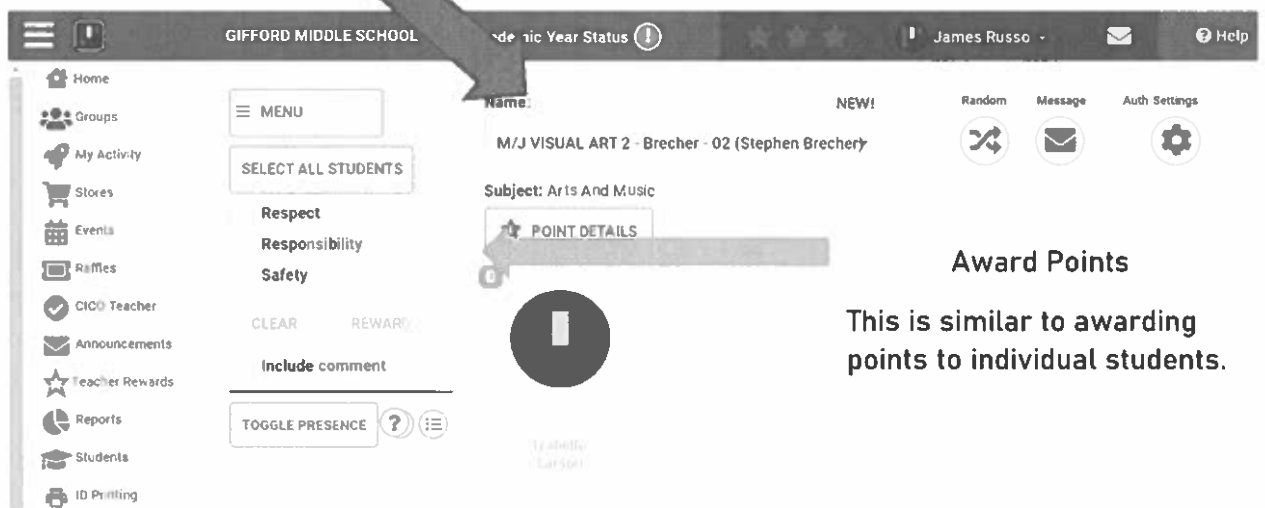 GIFFORD MIDDLE SCHOOL
Year Status
James Russo
Help
Home
Groups
My Activity
Stores
Events
Raffles
CICO Teacher
Announcements
Teacher Rewards
Reports
Students
ID Printing
MENU
SELECT ALL STUDENTS
Respect
Responsibility
Safety
CLEAR REWARD
Include comment
TOGGLE PRESENCE
Name:
NEW!
M/J VISUAL ART 2 - Brecher - 02 (Stephen Brecher)
Subject: Arts And Music
POINT DETAILS
0
Random
Message
Auth Settings
Award Points
This is similar to awarding
points to individual students.